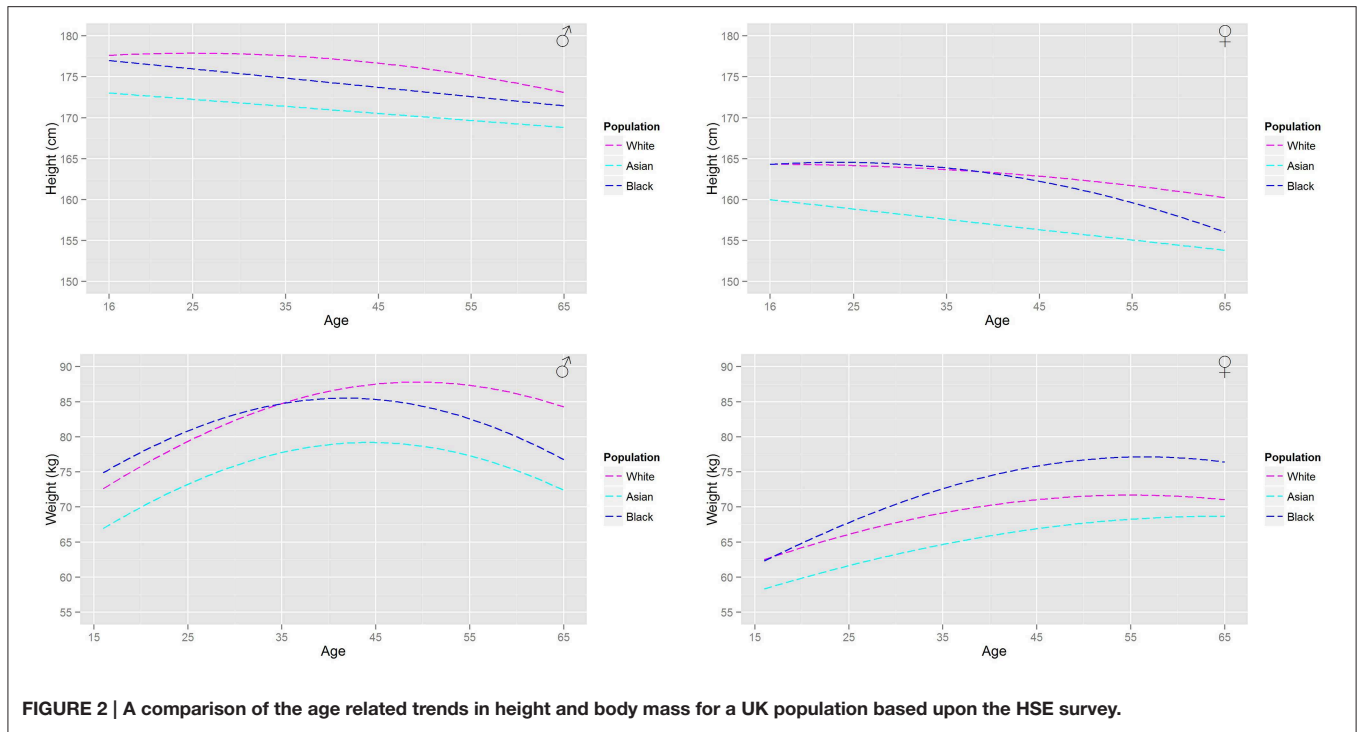 180
175
170
165
160
155
150
Height (cm)
16
25
35
45
55
65
Age
♂
Population
White
Asian
Black
180
175
170
165
160
155
150
Height (cm)
16
25
35
45
55
65
Age
♀
Population
White
Asian
Black
90
85
80
75
70
65
60
55
Weight (kg)
15
25
35
45
55
65
Age
♂
Population
White
Asian
Black
90
85
80
75
70
65
60
55
Weight (kg)
15
25
35
45
55
65
Age
♀
Population
White
Asian
Black
FIGURE 2 | A comparison of the age related trends in height and body mass for a UK population based upon the HSE survey.